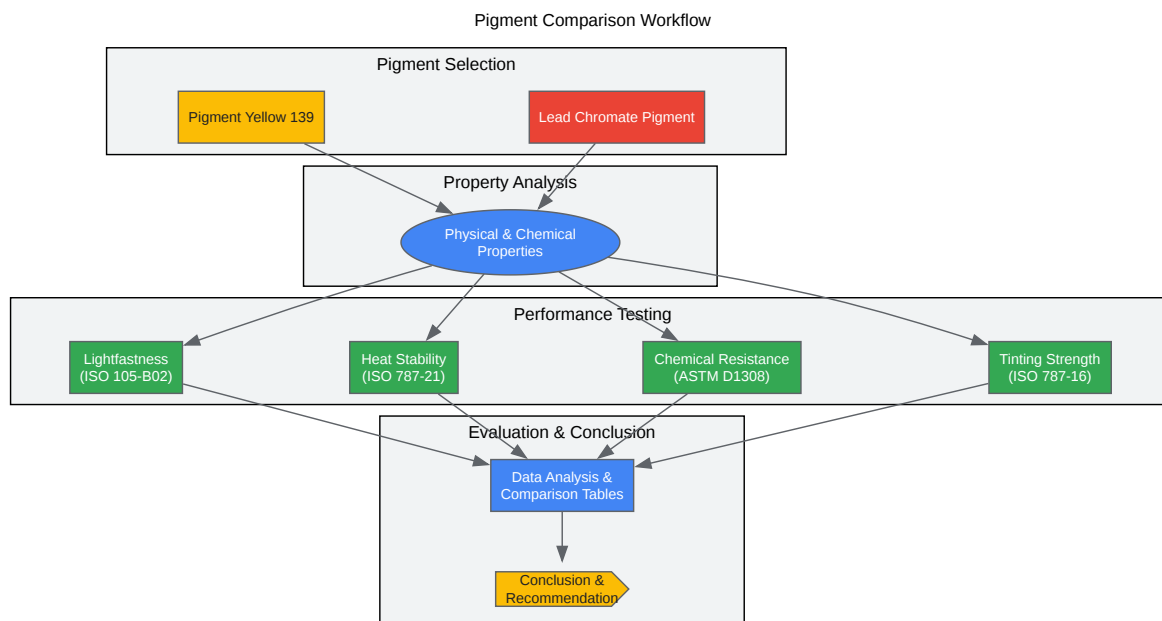 Pigment Comparison Workflow
Pigment Selection
Pigment Yellow 139
Lead Chromate Pigment
Property Analysis
Physical & Chemical
Properties
Performance Testing
Lightfastness
(ISO 105-B02)
Heat Stability
(ISO 787-21)
Chemical Resistance
(ASTM D1308)
Tinting Strength
(ISO 787-16)
Evaluation & Conclusion
Data Analysis &
Comparison Tables
Conclusion &
Recommendation